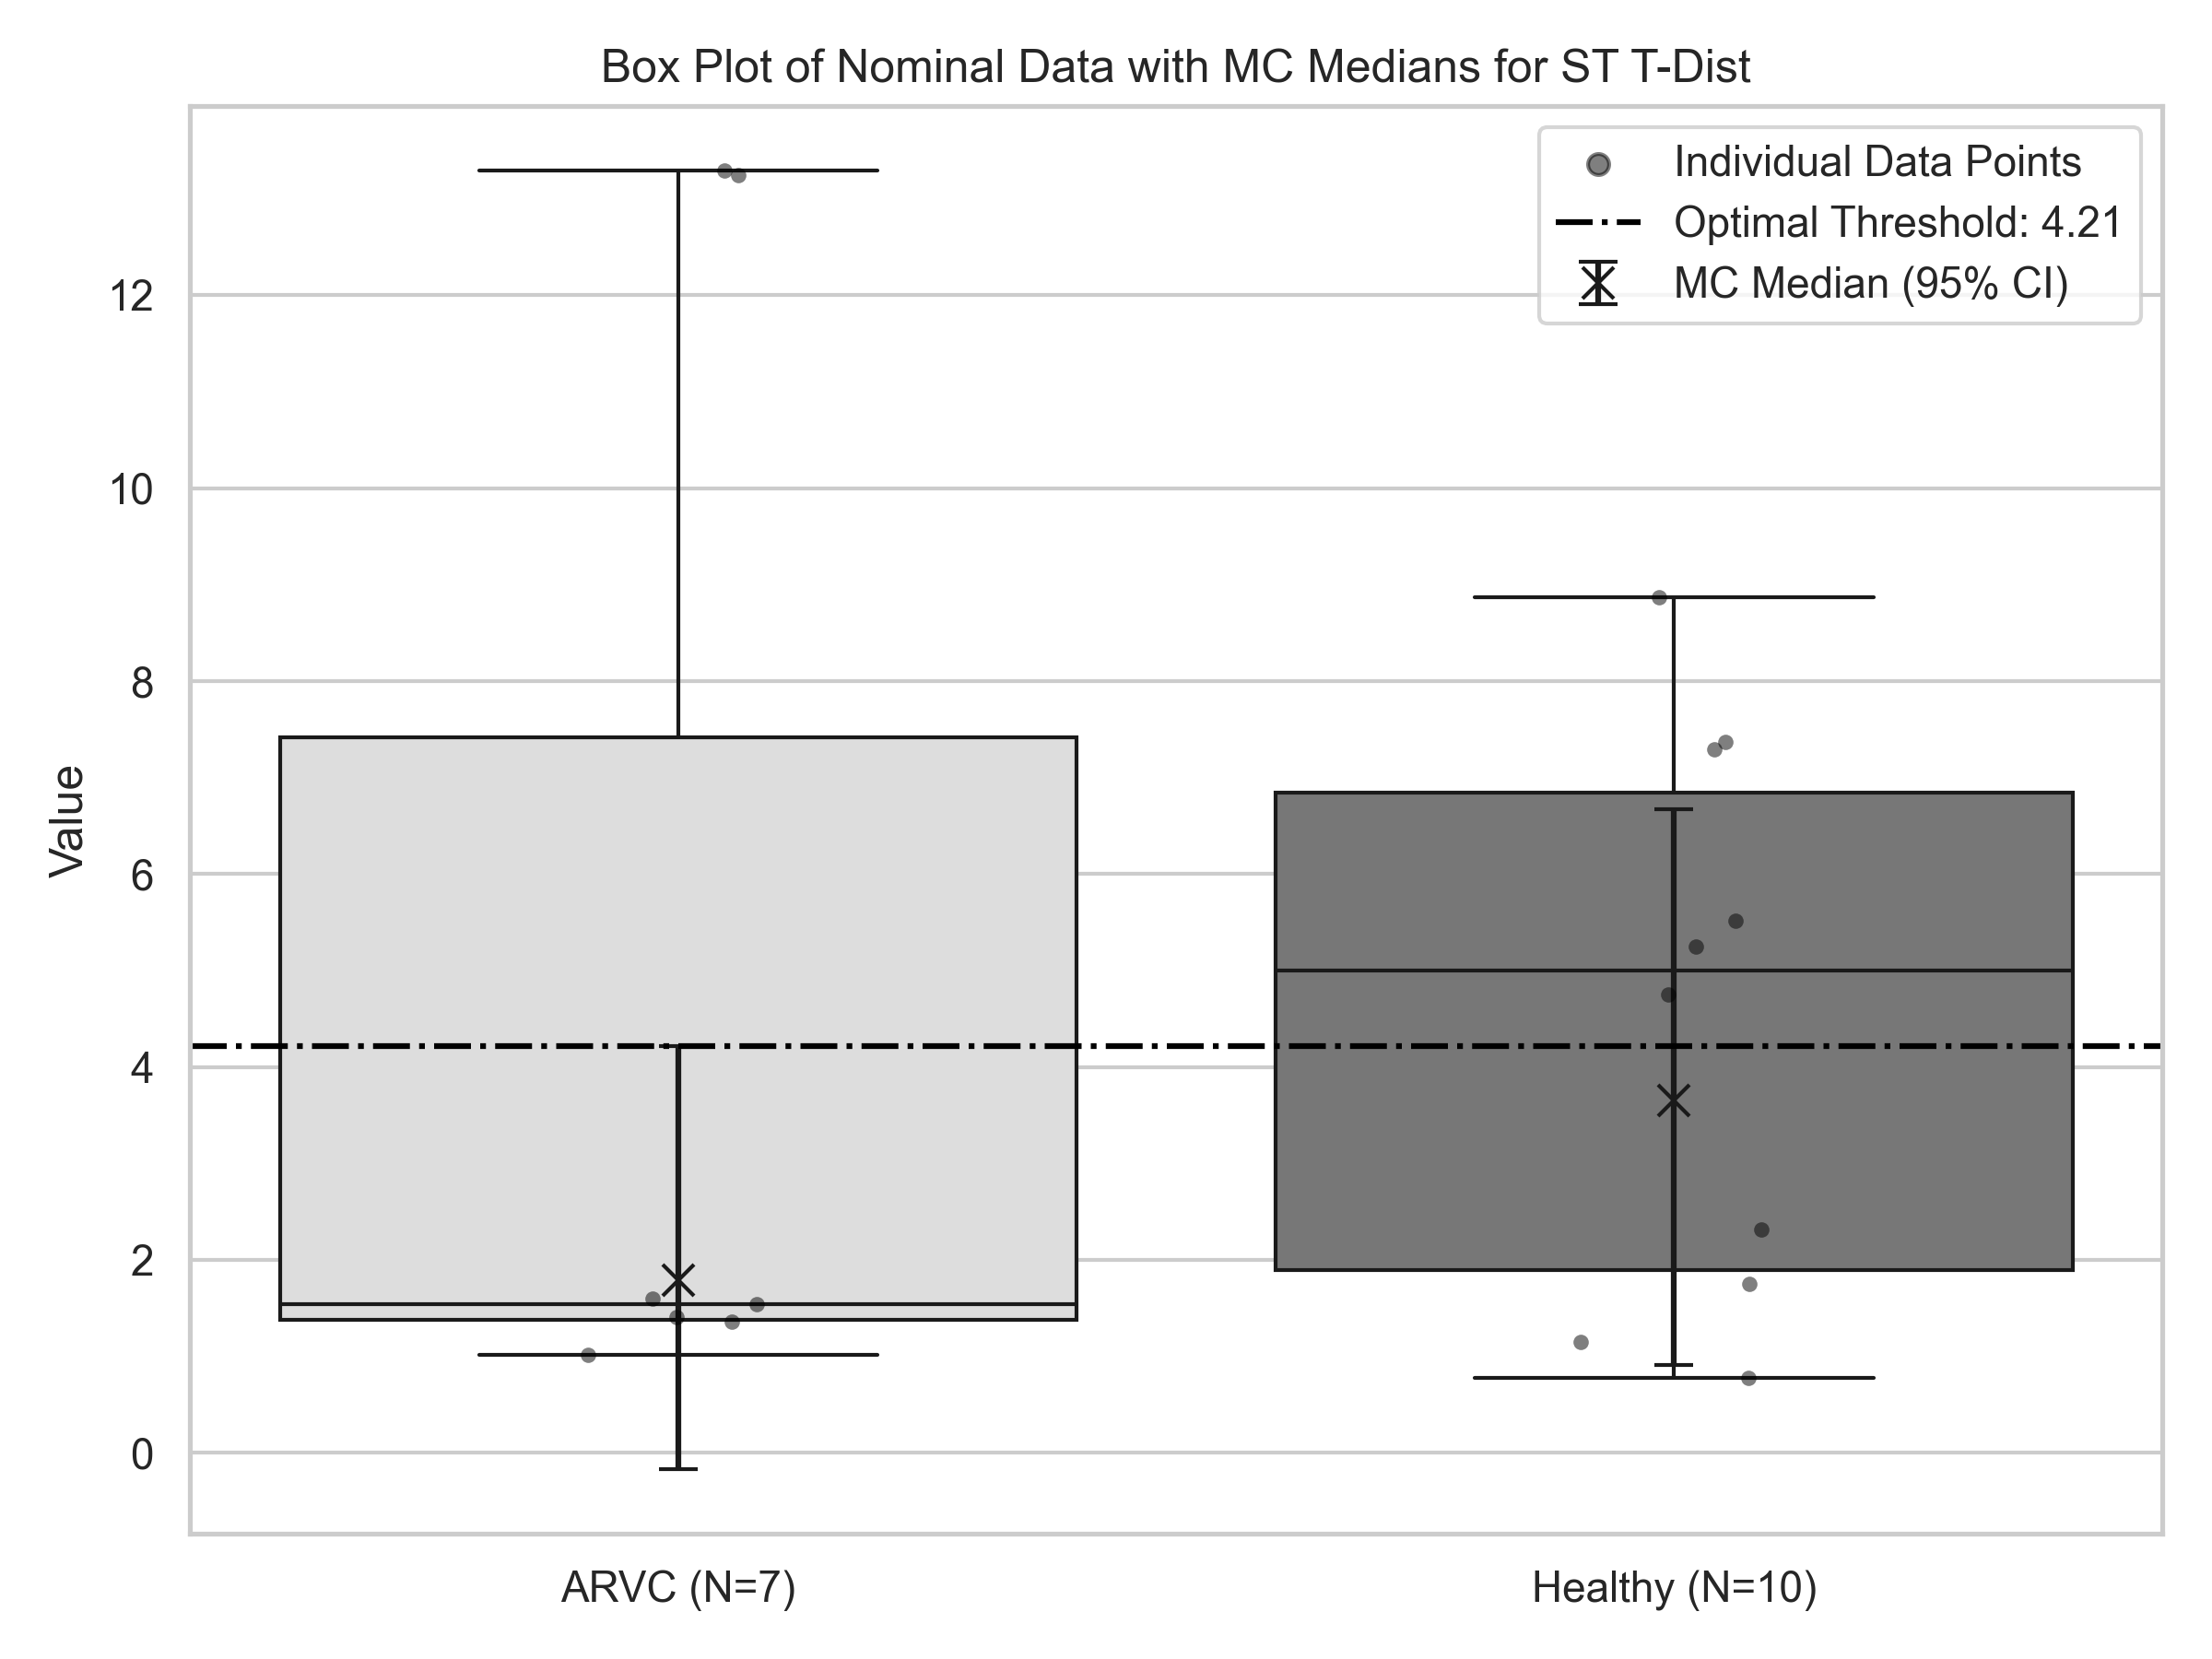 Box Plot of Nominal Data with MC Medians for ST T-Dist
Individual Data Points
Optimal Threshold: 4.21
MC Median (95% CI)
Value
12
10
8
6
4
2
0
ARVC (N=7)
Healthy (N=10)